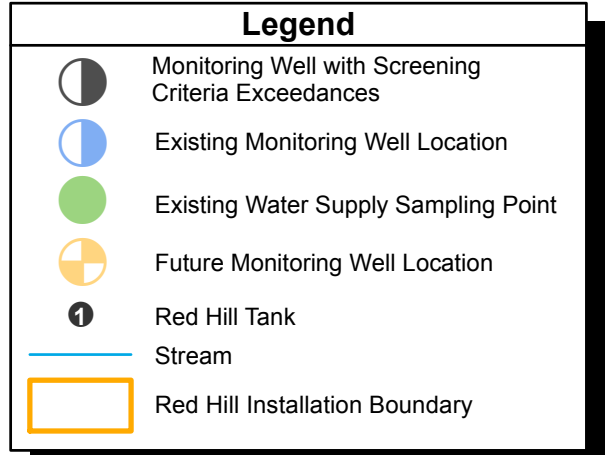 Legend
Monitoring Well with Screening
Criteria Exceedances
Existing Monitoring Well Location
Existing Water Supply Sampling Point
Future Monitoring Well Location
1 Red Hill Tank
Stream
Red Hill Installation Boundary